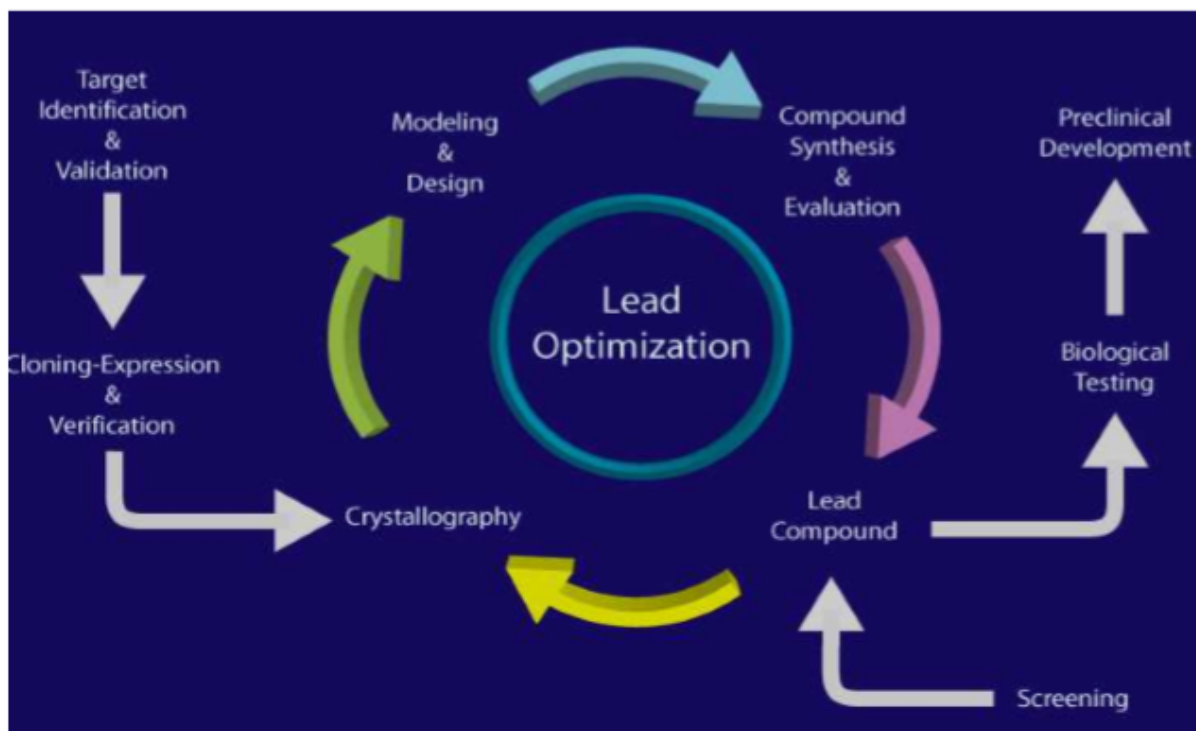 Target
Identification
&
Validation
Cloning-Expression
&
Verification
Crystallography
Modeling
&
Design
Compound
Synthesis
&
Evaluation
Lead
Optimization
Lead
Compound
Screening
Biological
Testing
Preclinical
Development